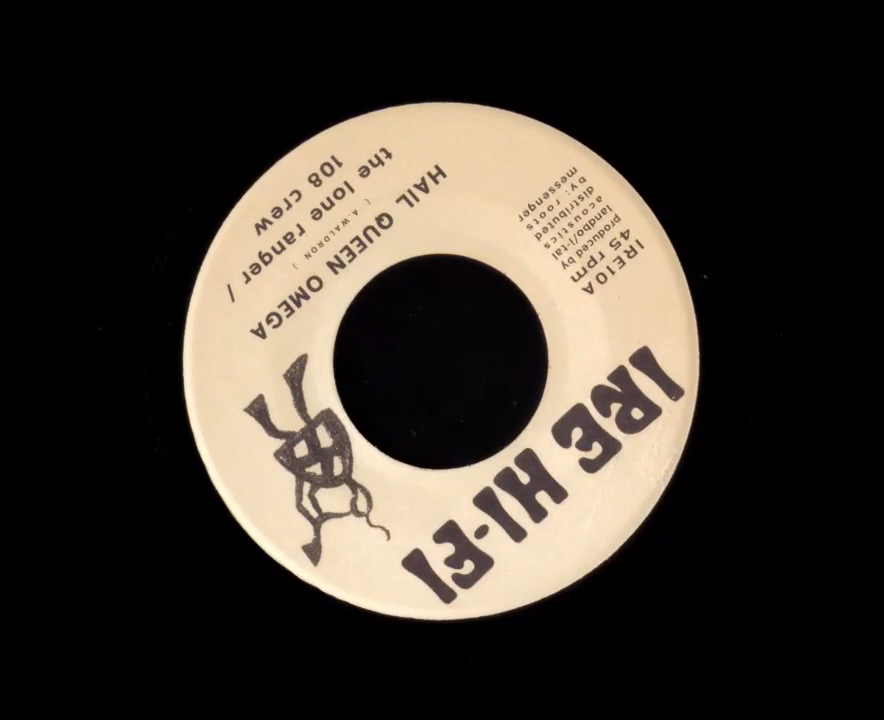 IRE HI-FI
IRE10A
45 rpm
produced by
landbo/I-tal
acoustics
distributed
by: roots
messenger
HAIL QUEEN OMEGA
( A. WALDRON )
the lone ranger /
108 crew